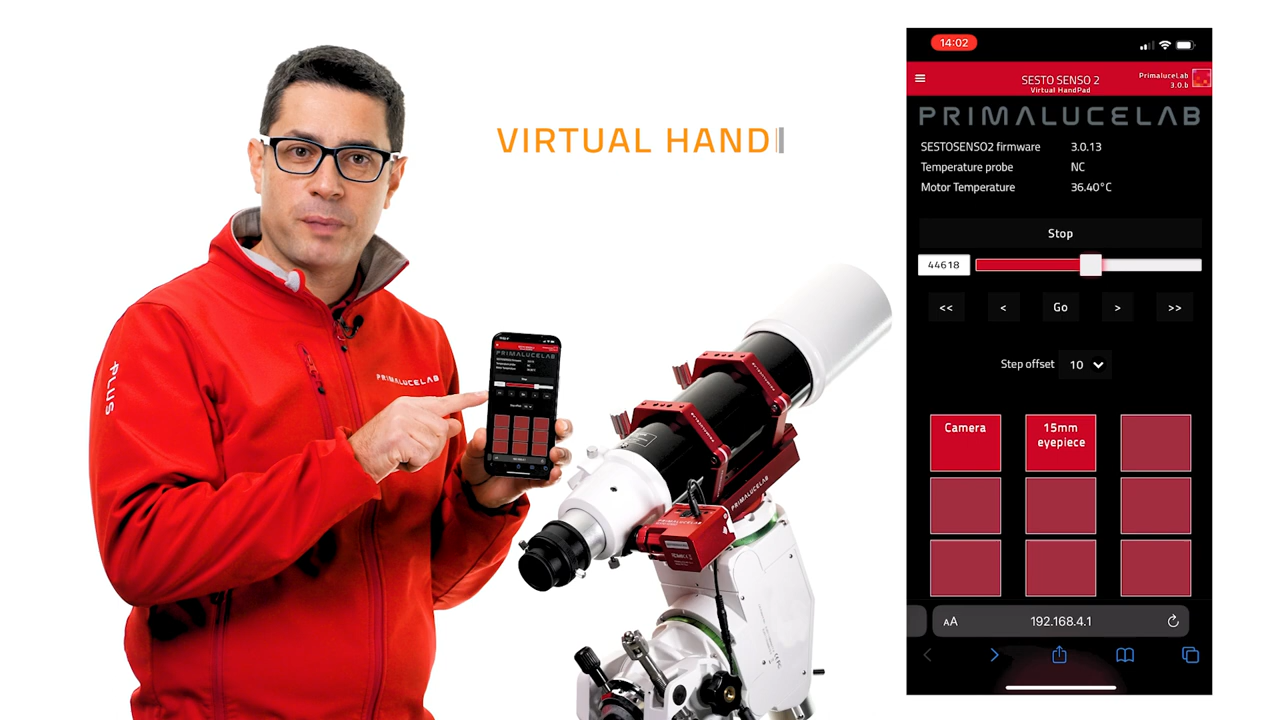 VIRTUAL HAND
PLUS
PRIMALUCELAB
PRIMALUCELAB
PRIMALUCELAB
14:02
SESTO SENSO 2
Virtual HandPad
PrimaluceLab
3.0.b
PRIMALUCELAB
SESTOSENSO2 firmware 3.0.13
Temperature probe NC
Motor Temperature 36.40°C
Stop
44618
<< < Go > >>
Step offset 10
Camera
15mm
eyepiece
AA 192.168.4.1